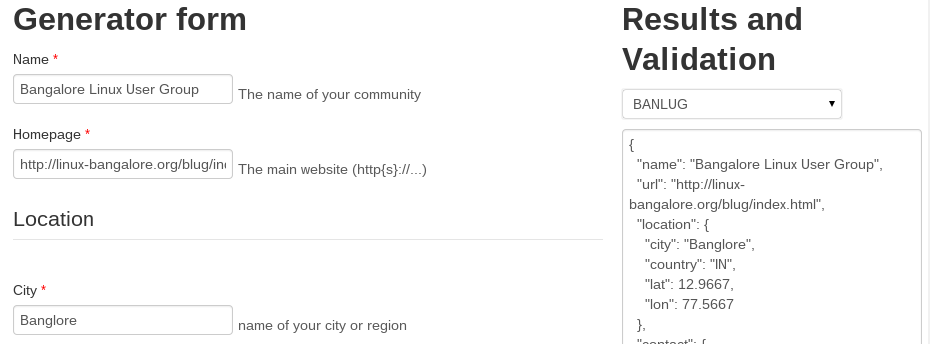 Generator form
Name *
Bangalore Linux User Group
The name of your community
Homepage *
http://linux-bangalore.org/blug/in
The main website (http{s}://...)
Location
City *
Banglore
name of your city or region
Results and
Validation
BANLUG
{
"name": "Bangalore Linux User Group",
"url": "http://linux-
bangalore.org/blug/index.html",
"location": {
"city": "Banglore",
"country": "IN",
"lat": 12.9667,
"lon": 77.5667
},
"contact": {